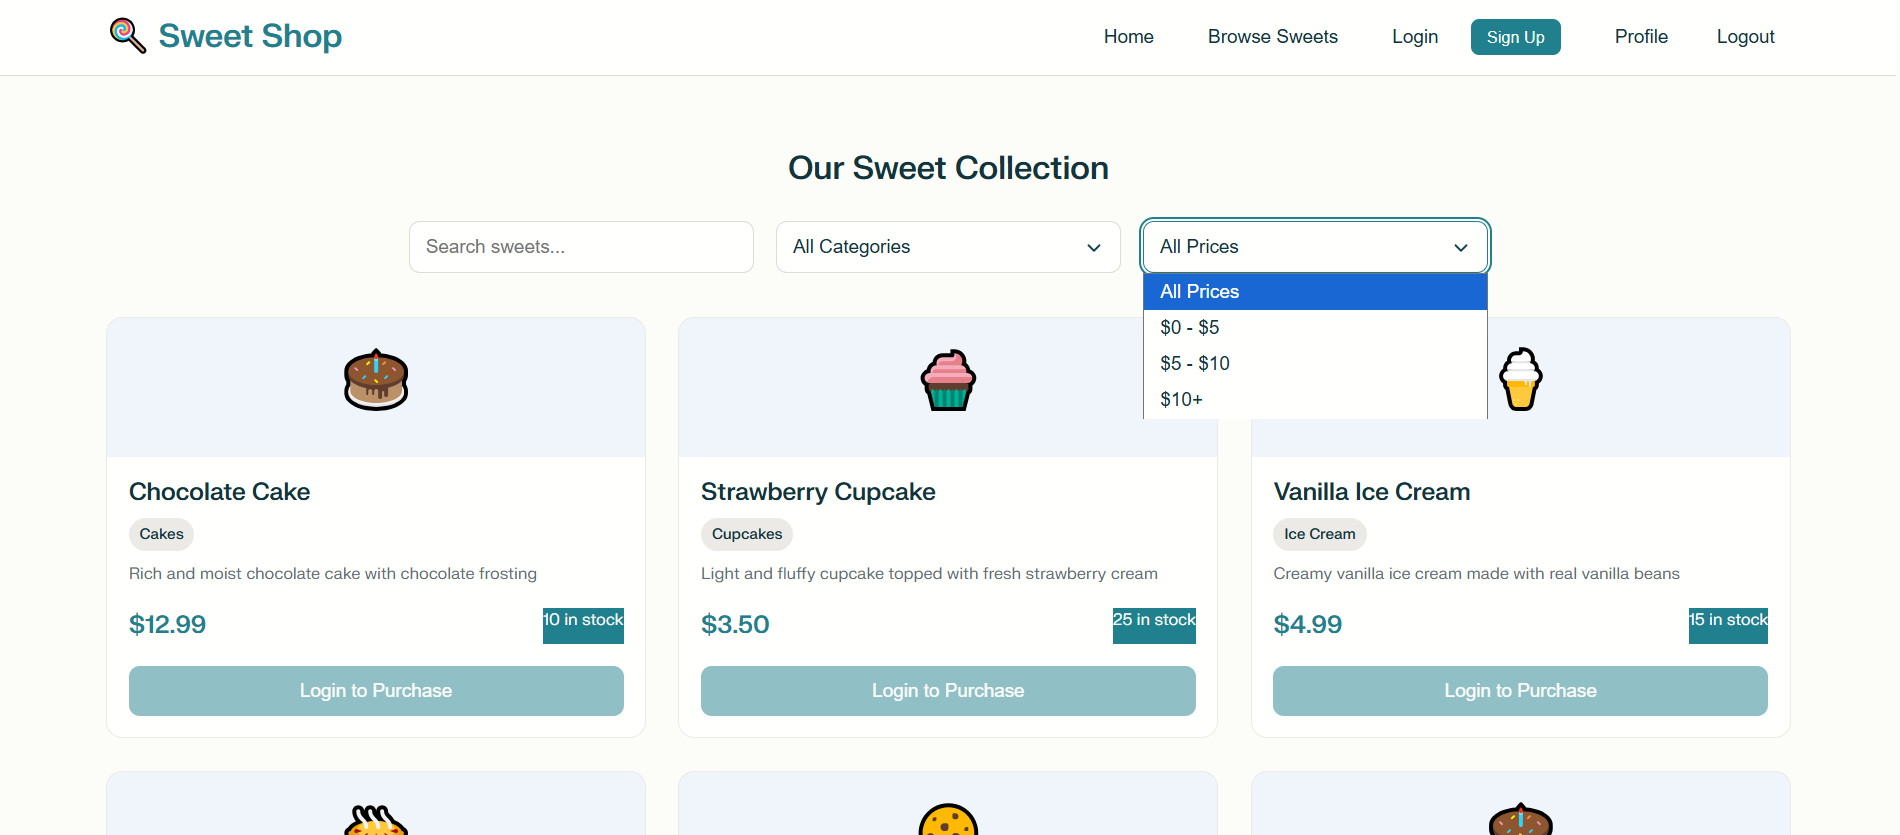 Sweet Shop
Home Browse Sweets Login Sign Up Profile Logout
Our Sweet Collection
Search sweets... All Categories All Prices
All Prices
$0 - $5
$5 - $10
$10+
Chocolate Cake
Cakes
Rich and moist chocolate cake with chocolate frosting
$12.99 10 in stock
Login to Purchase
Strawberry Cupcake
Cupcakes
Light and fluffy cupcake topped with fresh strawberry cream
$3.50 25 in stock
Login to Purchase
Vanilla Ice Cream
Ice Cream
Creamy vanilla ice cream made with real vanilla beans
$4.99 15 in stock
Login to Purchase